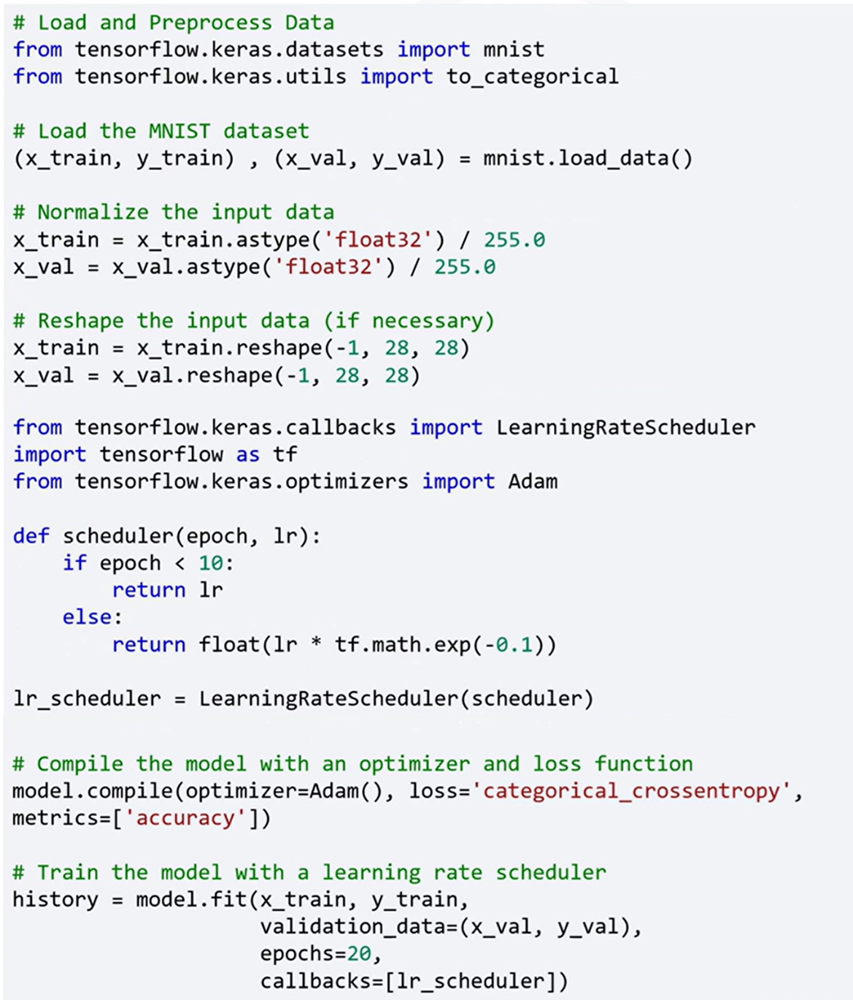 # Load and Preprocess Data
from tensorflow.keras.datasets import mnist
from tensorflow.keras.utils import to_categorical

# Load the MNIST dataset
(x_train, y_train) , (x_val, y_val) = mnist.load_data()

# Normalize the input data
x_train = x_train.astype('float32') / 255.0
x_val = x_val.astype('float32') / 255.0

# Reshape the input data (if necessary)
x_train = x_train.reshape(-1, 28, 28)
x_val = x_val.reshape(-1, 28, 28)

from tensorflow.keras.callbacks import LearningRateScheduler
import tensorflow as tf
from tensorflow.keras.optimizers import Adam

def scheduler(epoch, lr):
    if epoch < 10:
        return lr
    else:
        return float(lr * tf.math.exp(-0.1))

lr_scheduler = LearningRateScheduler(scheduler)

# Compile the model with an optimizer and loss function
model.compile(optimizer=Adam(), loss='categorical_crossentropy',
metrics=['accuracy'])

# Train the model with a learning rate scheduler
history = model.fit(x_train, y_train,
                    validation_data=(x_val, y_val),
                    epochs=20,
                    callbacks=[lr_scheduler])